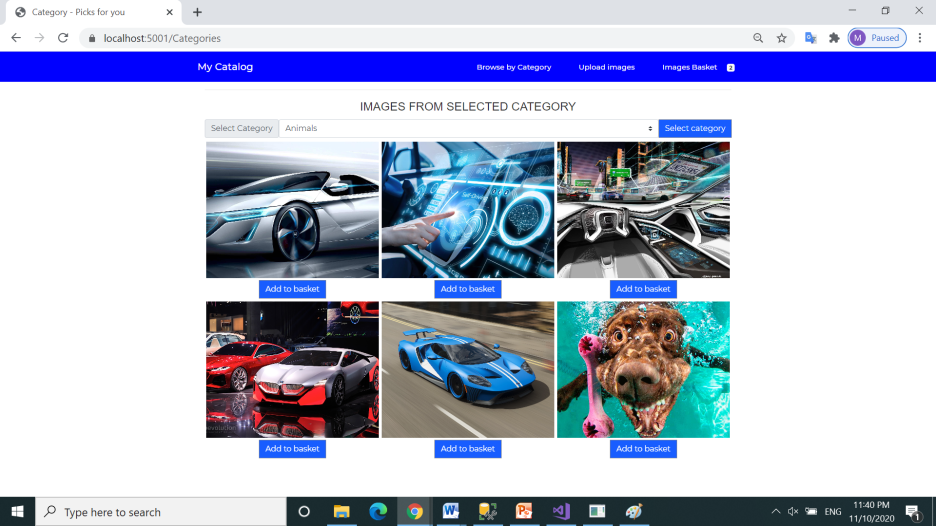 Category - Picks for you
localhost:5001/Categories
M Paused
My Catalog
Browse by Category
Upload images
Images Basket 2
IMAGES FROM SELECTED CATEGORY
Select Category Animals Select category
Add to basket Add to basket Add to basket
Add to basket Add to basket Add to basket
Type here to search
ENG
11:40 PM
11/10/2020
1